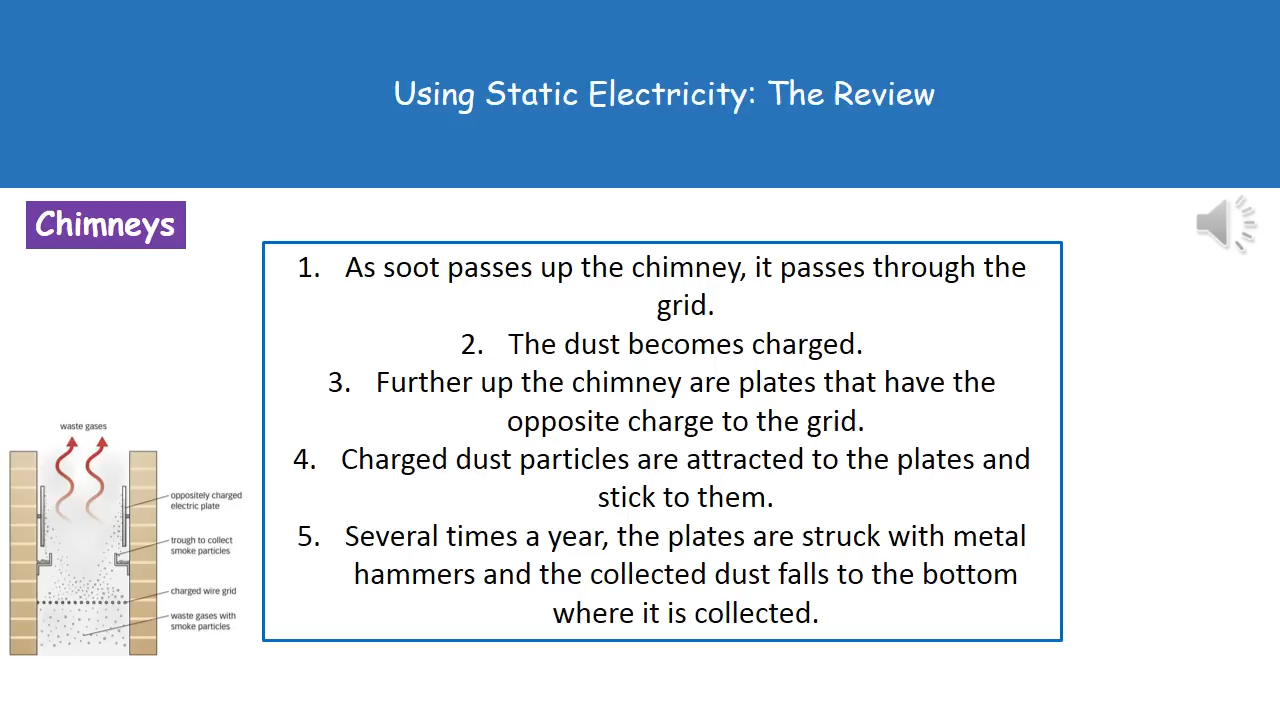 Using Static Electricity: The Review
Chimneys
1. As soot passes up the chimney, it passes through the
grid.
2. The dust becomes charged.
3. Further up the chimney are plates that have the
opposite charge to the grid.
4. Charged dust particles are attracted to the plates and
stick to them.
5. Several times a year, the plates are struck with metal
hammers and the collected dust falls to the bottom
where it is collected.
waste gases
oppositely charged
electric plate
trough to collect
smoke particles
charged wire grid
waste gases with
smoke particles